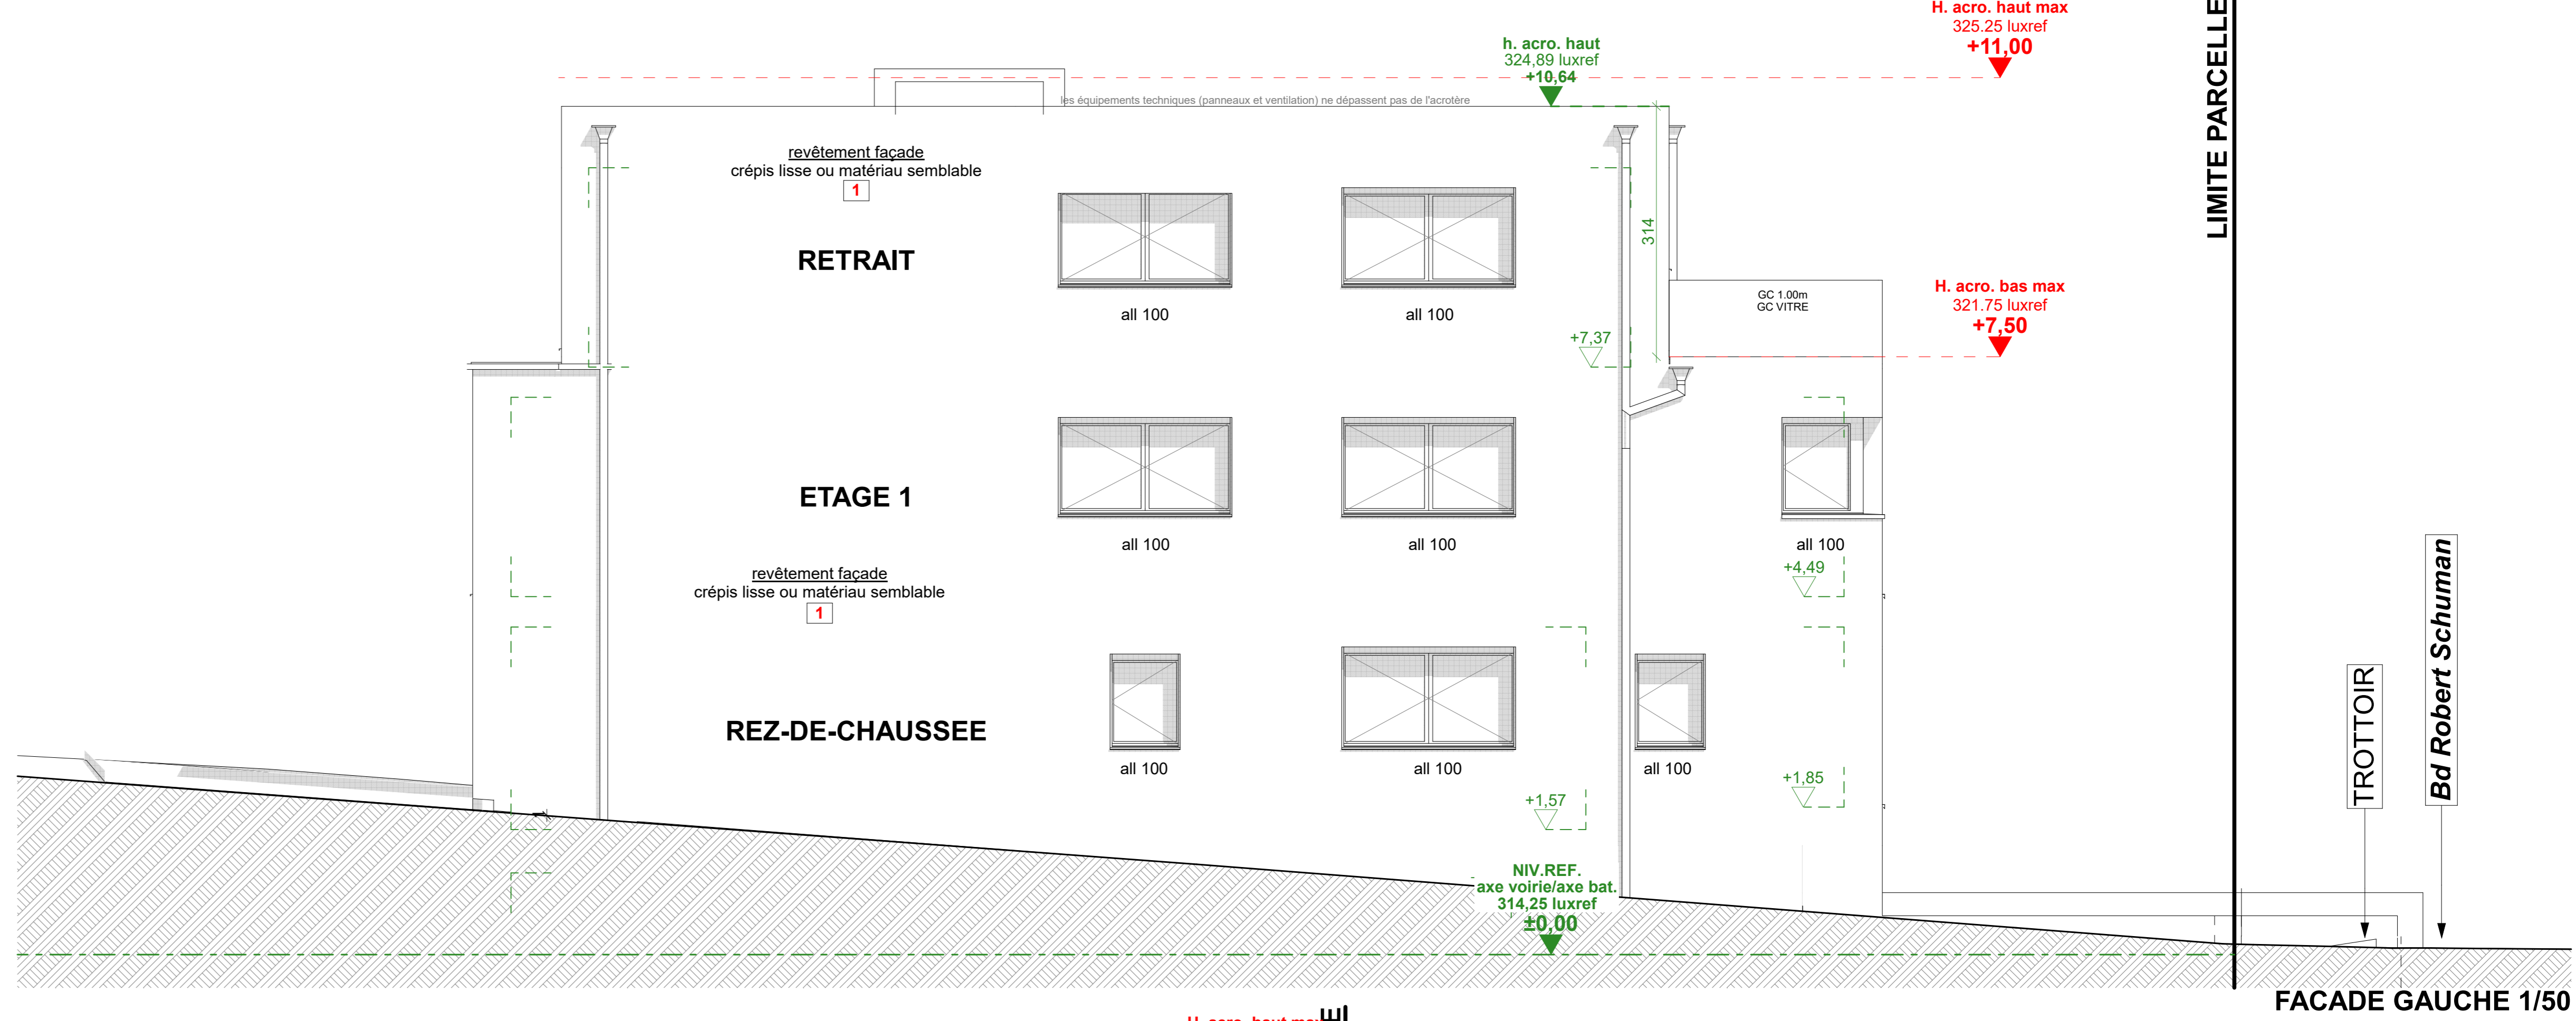 H. acro. haut max
325.25 luxref
+11,00
h. acro. haut
324,89 luxref
+10,64
les équipements techniques (panneaux et ventilation) ne dépassent pas de l'acrotère
LIMITE PARCELLE
revêtement façade
crépis lisse ou matériau semblable
1
RETRAIT
all 100
all 100
314
GC 1.00m
GC VITRE
H. acro. bas max
321.75 luxref
+7,50
+7,37
ETAGE 1
all 100
all 100
all 100
revêtement façade
crépis lisse ou matériau semblable
1
+4,49
REZ-DE-CHAUSSEE
all 100
all 100
all 100
+1,85
+1,57
TROTTOIR
Bd Robert Schuman
NIV.REF.
axe voirie/axe bat.
314,25 luxref
±0,00
FACADE GAUCHE 1/50
H. acro. haut max